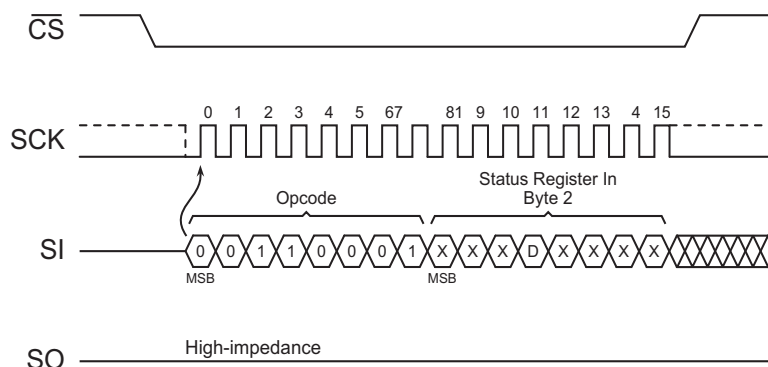 CS
0 1 2 3 4 5 67 81 9 10 11 12 13 4 15
SCK
Status Register In
Opcode Byte 2
SI 0 0 1 1 0 0 0 1 X X X D X X X X
MSB MSB
High-impedance
SO